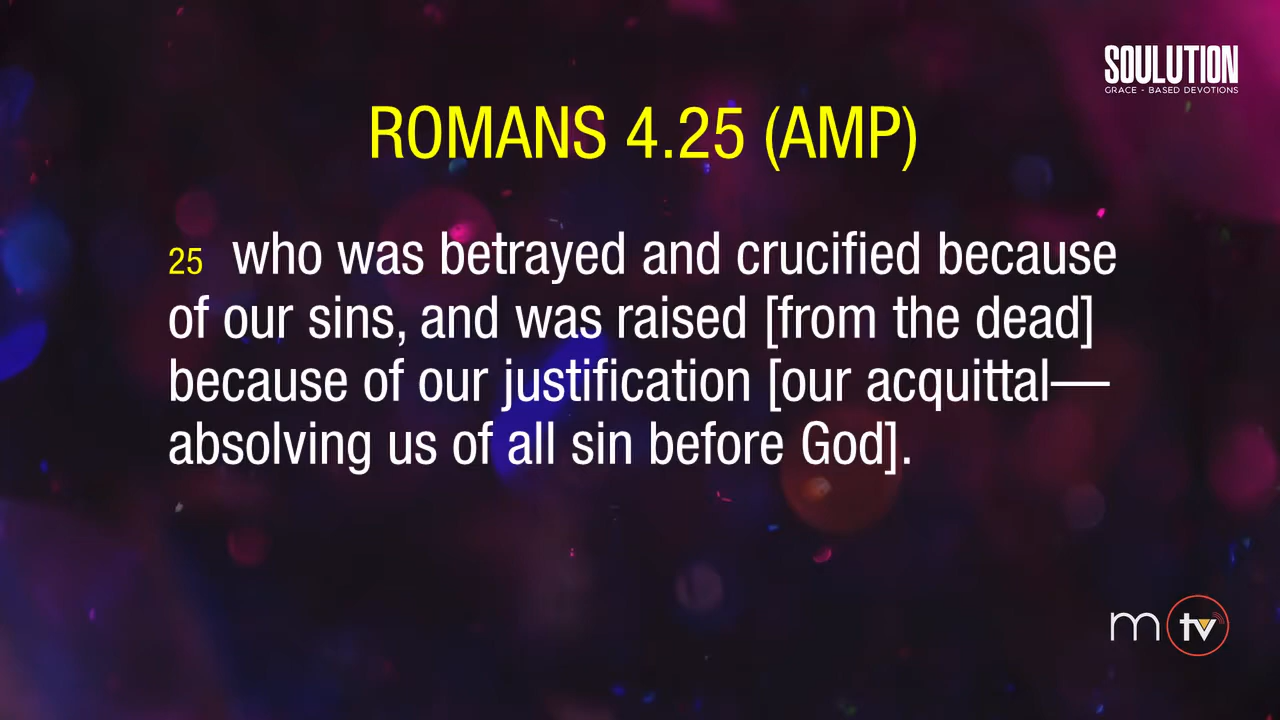 SOULUTION
GRACE - BASED DEVOTIONS
ROMANS 4.25 (AMP)
25 who was betrayed and crucified because
of our sins, and was raised [from the dead]
because of our justification [our acquittal—
absolving us of all sin before God].
m tv